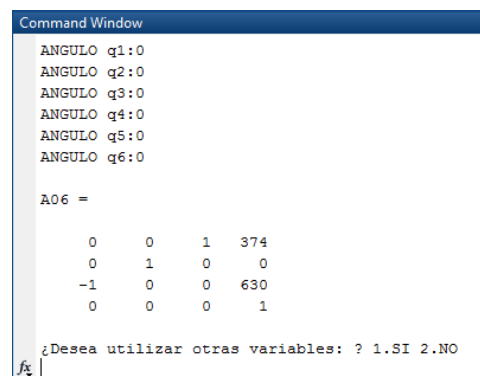 Command Window
ANGULO q1:0
ANGULO q2:0
ANGULO q3:0
ANGULO q4:0
ANGULO q5:0
ANGULO q6:0
A06 =
0 0 1 374
0 1 0 0
-1 0 0 630
0 0 0 1
¿Desea utilizar otras variables: ? 1.SI 2.NO
fx